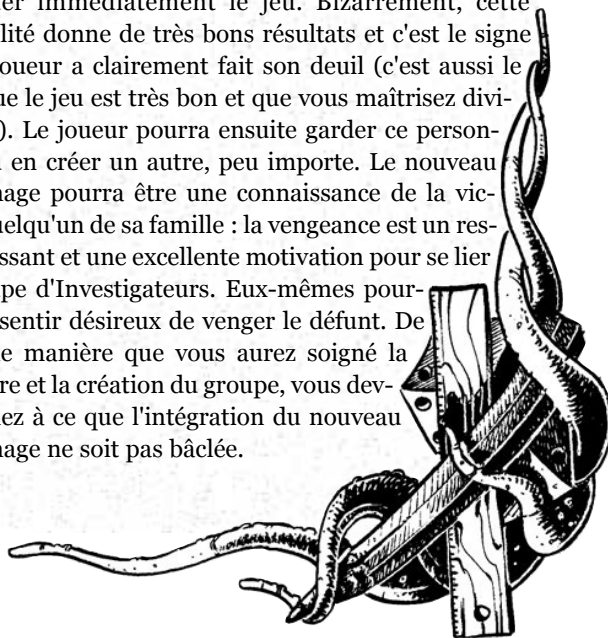 er immédiatement le jeu. Bizarrement, cette
lité donne de très bons résultats et c'est le signe
oueur a clairement fait son deuil (c'est aussi le
ue le jeu est très bon et que vous maîtrisez divi-
). Le joueur pourra ensuite garder ce person-
en créer un autre, peu importe. Le nouveau
nage pourra être une connaissance de la vic-
uelqu'un de sa famille : la vengeance est un res-
ssant et une excellente motivation pour se lier
pe d'Investigateurs. Eux-mêmes pour-
sentir désireux de venger le défunt. De
e manière que vous aurez soigné la
re et la création du groupe, vous dev-
ez à ce que l'intégration du nouveau
nage ne soit pas bâclée.